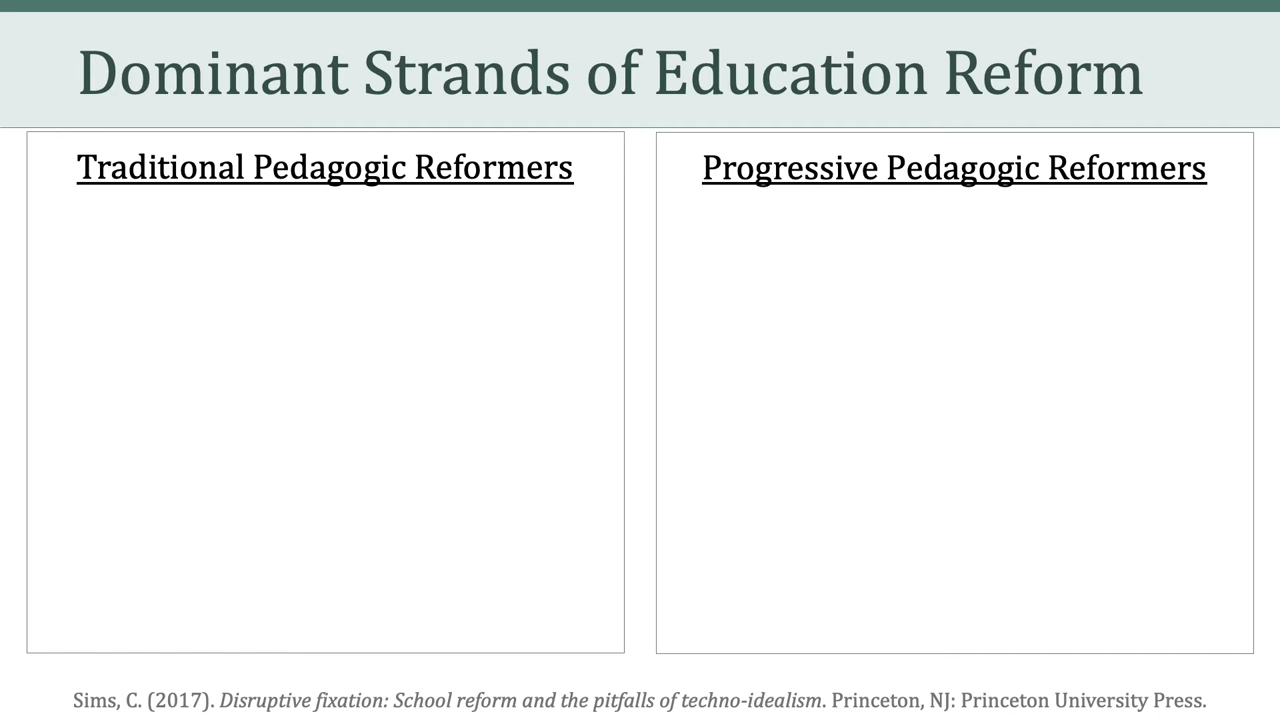 Dominant Strands of Education Reform
Traditional Pedagogic Reformers
Progressive Pedagogic Reformers
Sims, C. (2017). Disruptive fixation: School reform and the pitfalls of techno-idealism. Princeton, NJ: Princeton University Press.